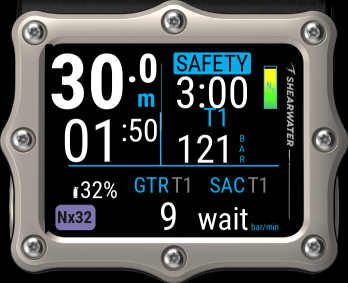 30.0 m
SAFETY
3:00
01:50
T1
121 BAR
N₂
SHEARWATER
32% GTR T1 SAC T1
Nx32 9 wait bar/min